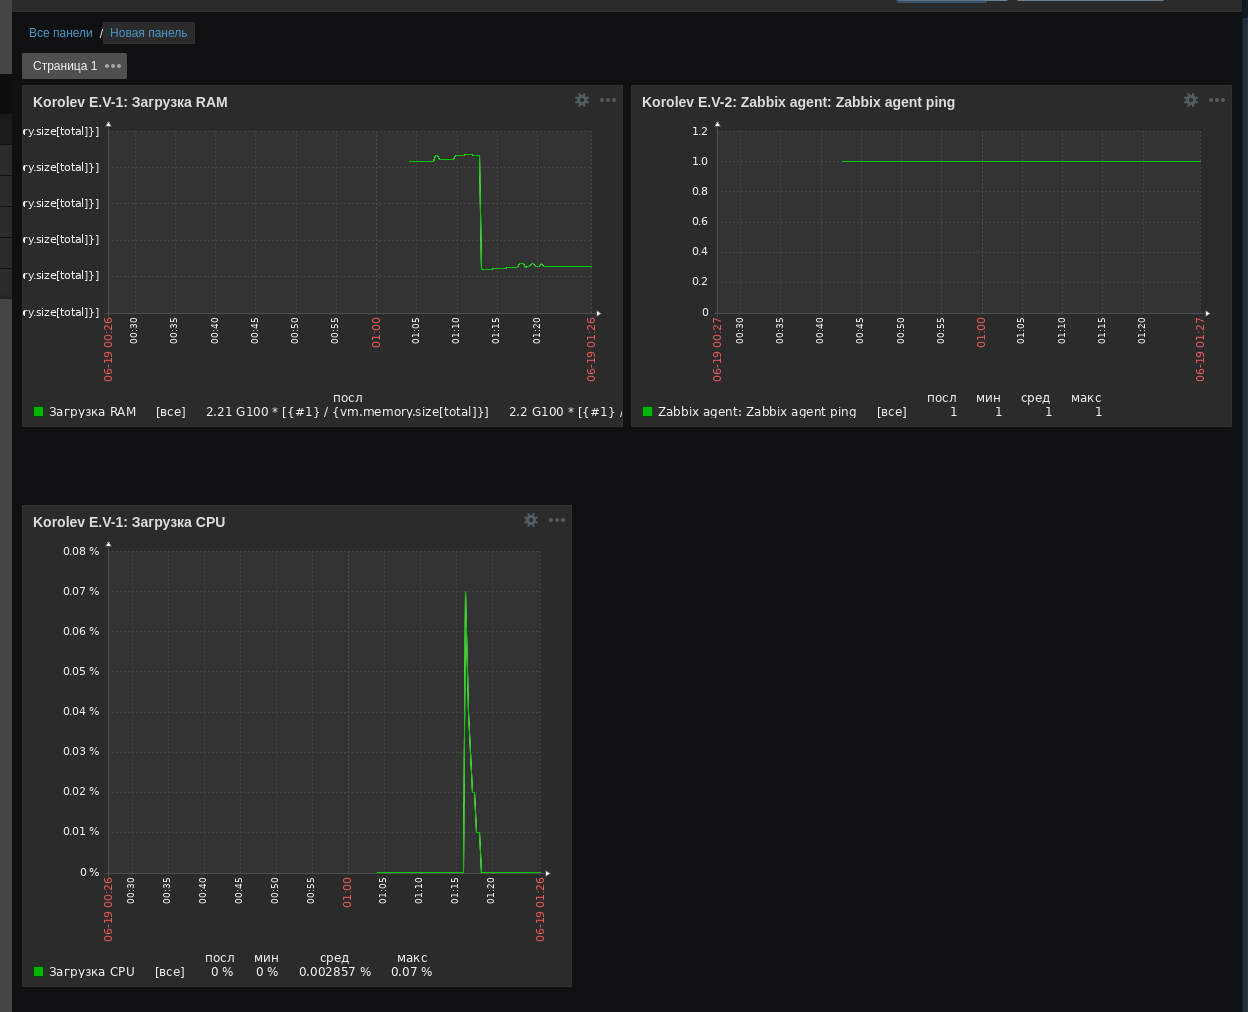 Все панели / Новая панель
Страница 1
Korolev E.V-1: Загрузка RAM
ry.size[total]}]
ry.size[total]}]
ry.size[total]}]
ry.size[total]}]
ry.size[total]}]
ry.size[total]}]
06-19 00:26 00:30 00:35 00:40 00:45 00:50 00:55 01:00 01:05 01:10 01:15 01:20 06-19 01:26
посл
Загрузка RAM [все] 2.21 G100 * [{#1} / {vm.memory.size[total]}] 2.2 G100 * [{#1} /
Korolev E.V-2: Zabbix agent: Zabbix agent ping
1.2
1.0
0.8
0.6
0.4
0.2
0
06-19 00:27 00:30 00:35 00:40 00:45 00:50 00:55 01:00 01:05 01:10 01:15 01:20 06-19 01:27
посл мин сред макс
Zabbix agent: Zabbix agent ping [все] 1 1 1 1
Korolev E.V-1: Загрузка CPU
0.08 %
0.07 %
0.06 %
0.05 %
0.04 %
0.03 %
0.02 %
0.01 %
0 %
06-19 00:26 00:30 00:35 00:40 00:45 00:50 00:55 01:00 01:05 01:10 01:15 01:20 06-19 01:26
посл мин сред макс
Загрузка CPU [все] 0 % 0 % 0.002857 % 0.07 %